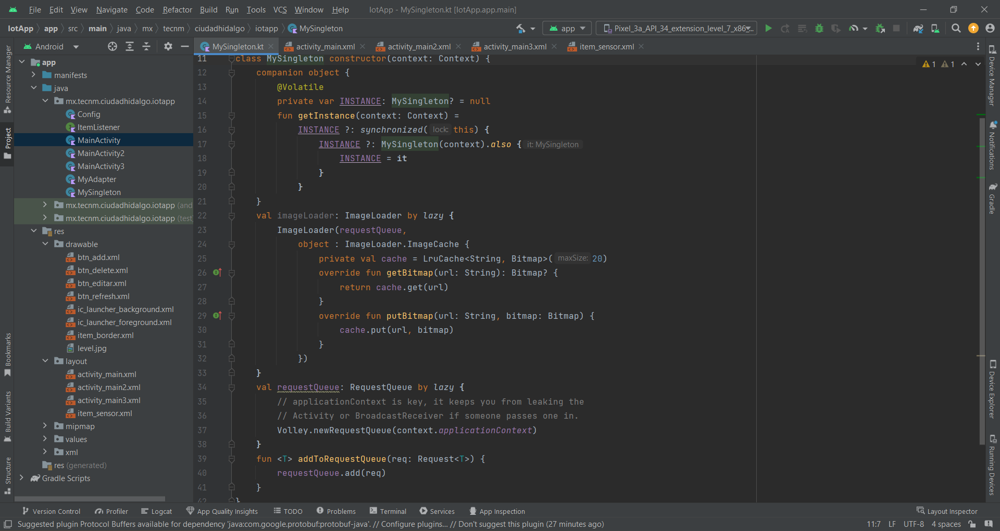 File Edit View Navigate Code Refactor Build Run Tools VCS Window Help IotApp - MySingleton.kt [IotApp.app.main]
IotApp app src main java mx tecnm ciudadhidalgo iotapp MySingleton app Pixel_3a_API_34_extension_level_7_x86
Android
MySingleton.kt activity_main.xml activity_main2.xml activity_main3.xml item_sensor.xml
Resource Manager
Project
Bookmarks
Build Variants
Structure
app
manifests
java
mx.tecnm.ciudadhidalgo.iotapp
Config
ItemListener
MainActivity
MainActivity2
MainActivity3
MyAdapter
MySingleton
mx.tecnm.ciudadhidalgo.iotapp (and
mx.tecnm.ciudadhidalgo.iotapp (test
res
drawable
btn_add.xml
btn_delete.xml
btn_editar.xml
btn_refresh.xml
ic_launcher_background.xml
ic_launcher_foreground.xml
item_border.xml
level.jpg
layout
activity_main.xml
activity_main2.xml
activity_main3.xml
item_sensor.xml
mipmap
values
xml
res (generated)
Gradle Scripts
1 1
11 class MySingleton constructor(context: Context) {
12 companion object {
13 @Volatile
14 private var INSTANCE: MySingleton? = null
15 fun getInstance(context: Context) =
16 INSTANCE ?: synchronized( lock: this) {
17 INSTANCE ?: MySingleton(context).also { it: MySingleton
18 INSTANCE = it
19 }
20 }
21 }
22 val imageLoader: ImageLoader by lazy {
23 ImageLoader(requestQueue,
24 object : ImageLoader.ImageCache {
25 private val cache = LruCache<String, Bitmap>( maxSize: 20)
26 override fun getBitmap(url: String): Bitmap? {
27 return cache.get(url)
28 }
29 override fun putBitmap(url: String, bitmap: Bitmap) {
30 cache.put(url, bitmap)
31 }
32 })
33 }
34 val requestQueue: RequestQueue by lazy {
35 // applicationContext is key, it keeps you from leaking the
36 // Activity or BroadcastReceiver if someone passes one in.
37 Volley.newRequestQueue(context.applicationContext)
38 }
39 fun <T> addToRequestQueue(req: Request<T>) {
40 requestQueue.add(req)
41 }
42 }
Device Manager
Notifications
Gradle
Device Explorer
Running Devices
Version Control Profiler Logcat App Quality Insights TODO Problems Terminal Services App Inspection Layout Inspector
Suggested plugin Protocol Buffers available for dependency 'java:com.google.protobuf:protobuf-java'. // Configure plugins... // Don't suggest this plugin (27 minutes ago) 11:7 LF UTF-8 4 spaces